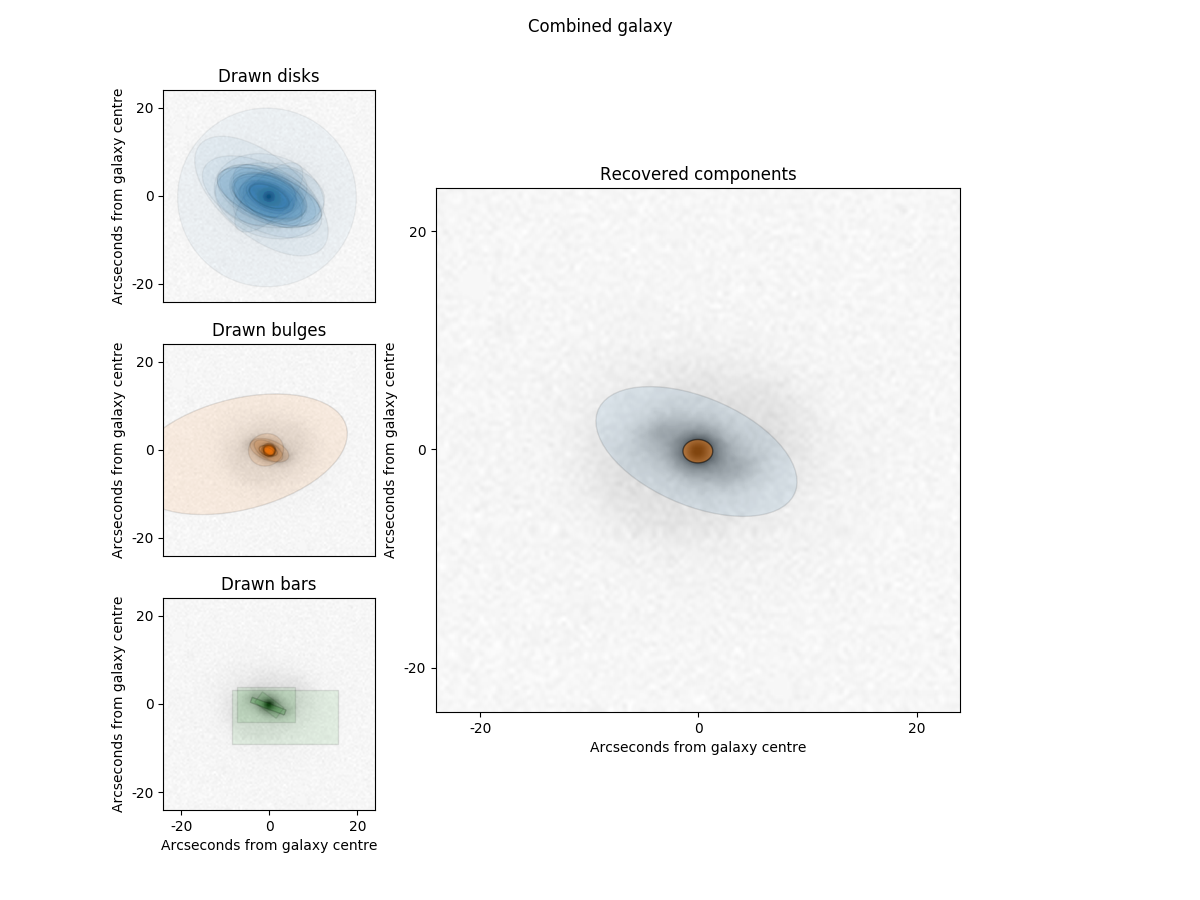 Combined galaxy
Drawn disks
Arcseconds from galaxy centre
20
0
-20
Drawn bulges
Arcseconds from galaxy centre
20
0
-20
Drawn bars
Arcseconds from galaxy centre
20
0
-20
-20 0 20
Arcseconds from galaxy centre
Recovered components
Arcseconds from galaxy centre
20
0
-20
-20 0 20
Arcseconds from galaxy centre